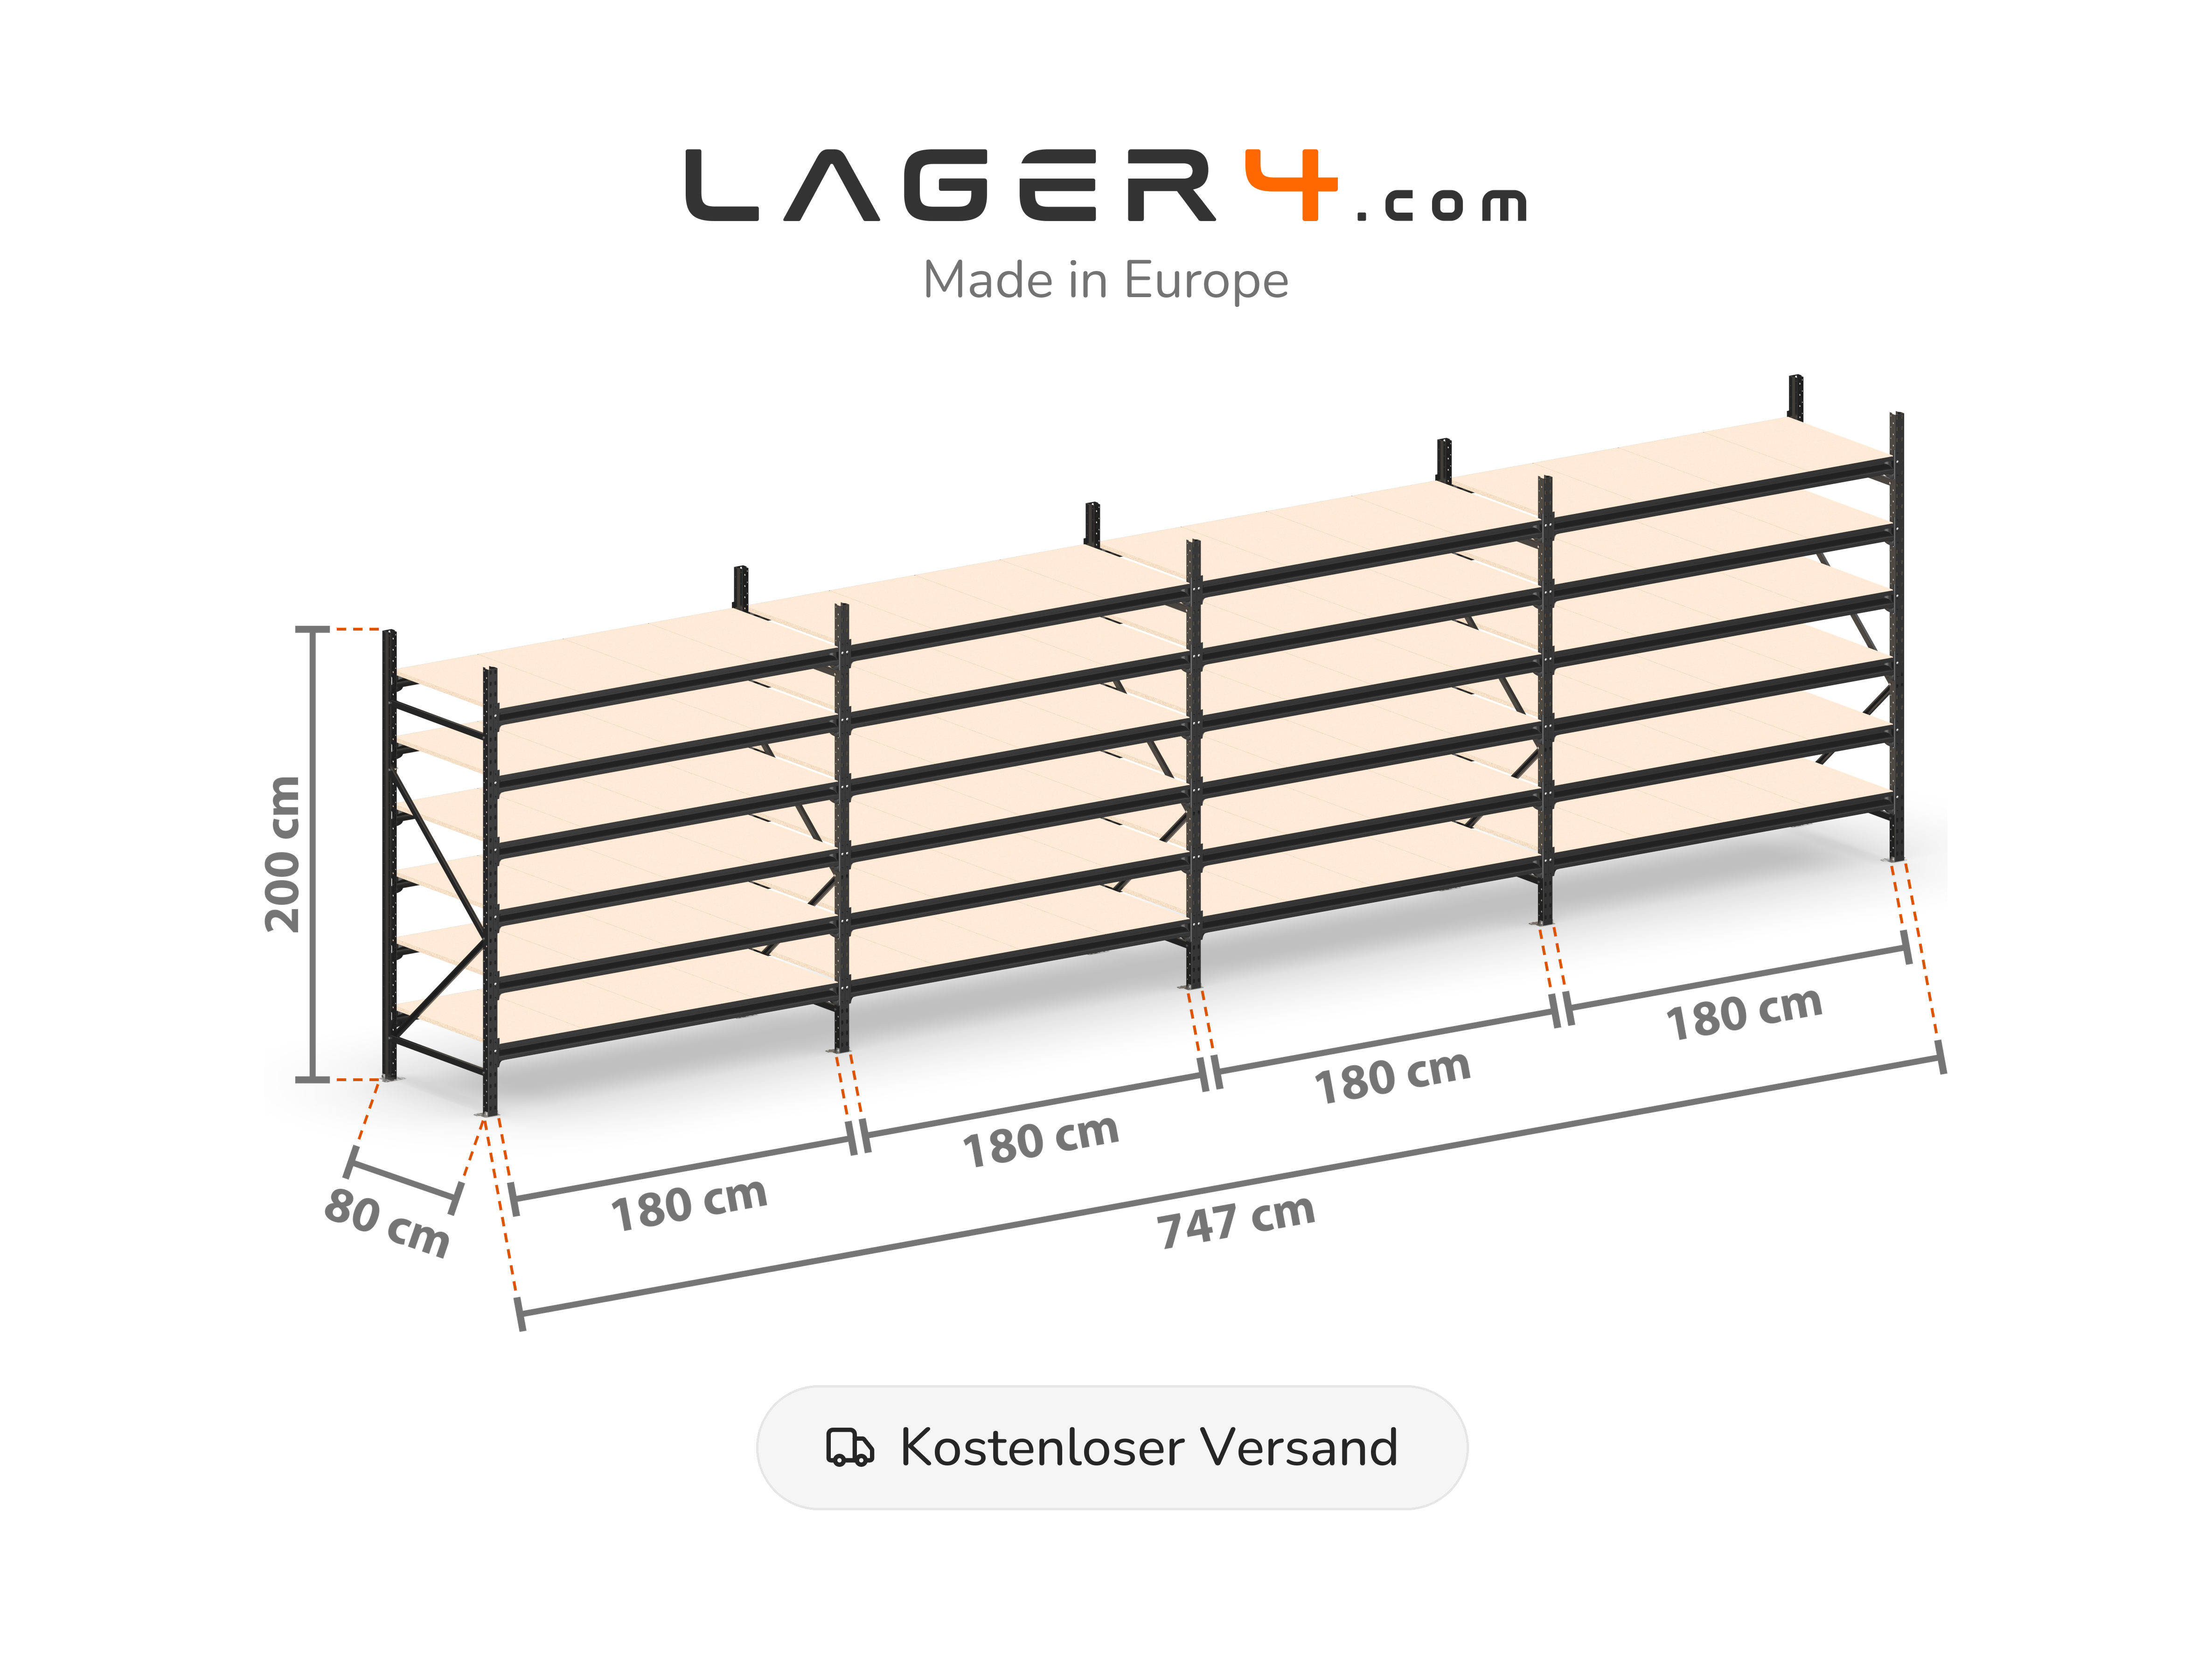 LAGER4.com
Made in Europe
200 cm
80 cm
180 cm
180 cm
180 cm
180 cm
747 cm
Kostenloser Versand